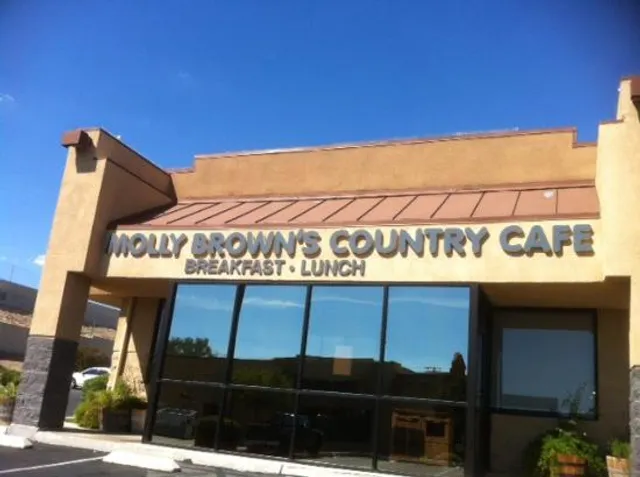 MOLLY BROWN'S COUNTRY CAFE
BREAKFAST • LUNCH